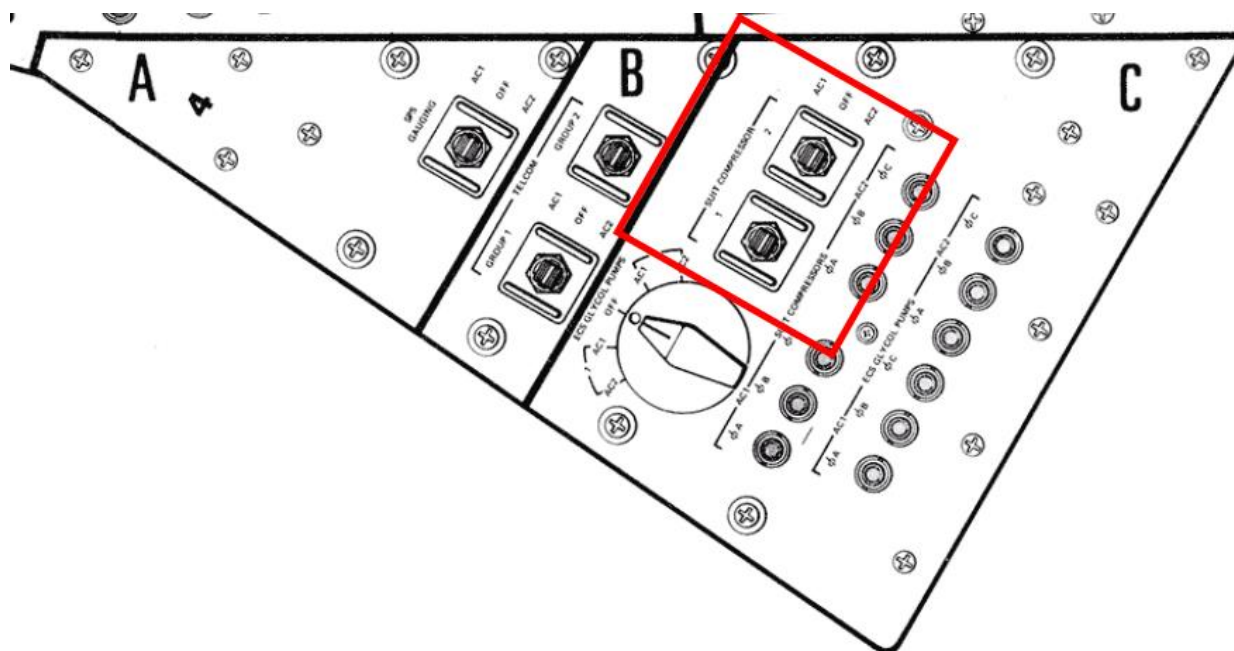 A
4
SPS
GAUGING
AC1
OFF
AC2
B
TELCOM
GROUP 1
GROUP 2
AC1
OFF
AC2
C
SUIT COMPRESSOR
1
2
AC1
OFF
AC2
ECS GLYCOL PUMPS
AC1
OFF
AC1
AC2
SUIT COMPRESSORS
AC1
ϕA
ϕB
AC2
ϕA
ϕB
ϕC
ECS GLYCOL PUMPS
AC1
ϕA
ϕB
ϕC
AC2
ϕA
ϕB
ϕC